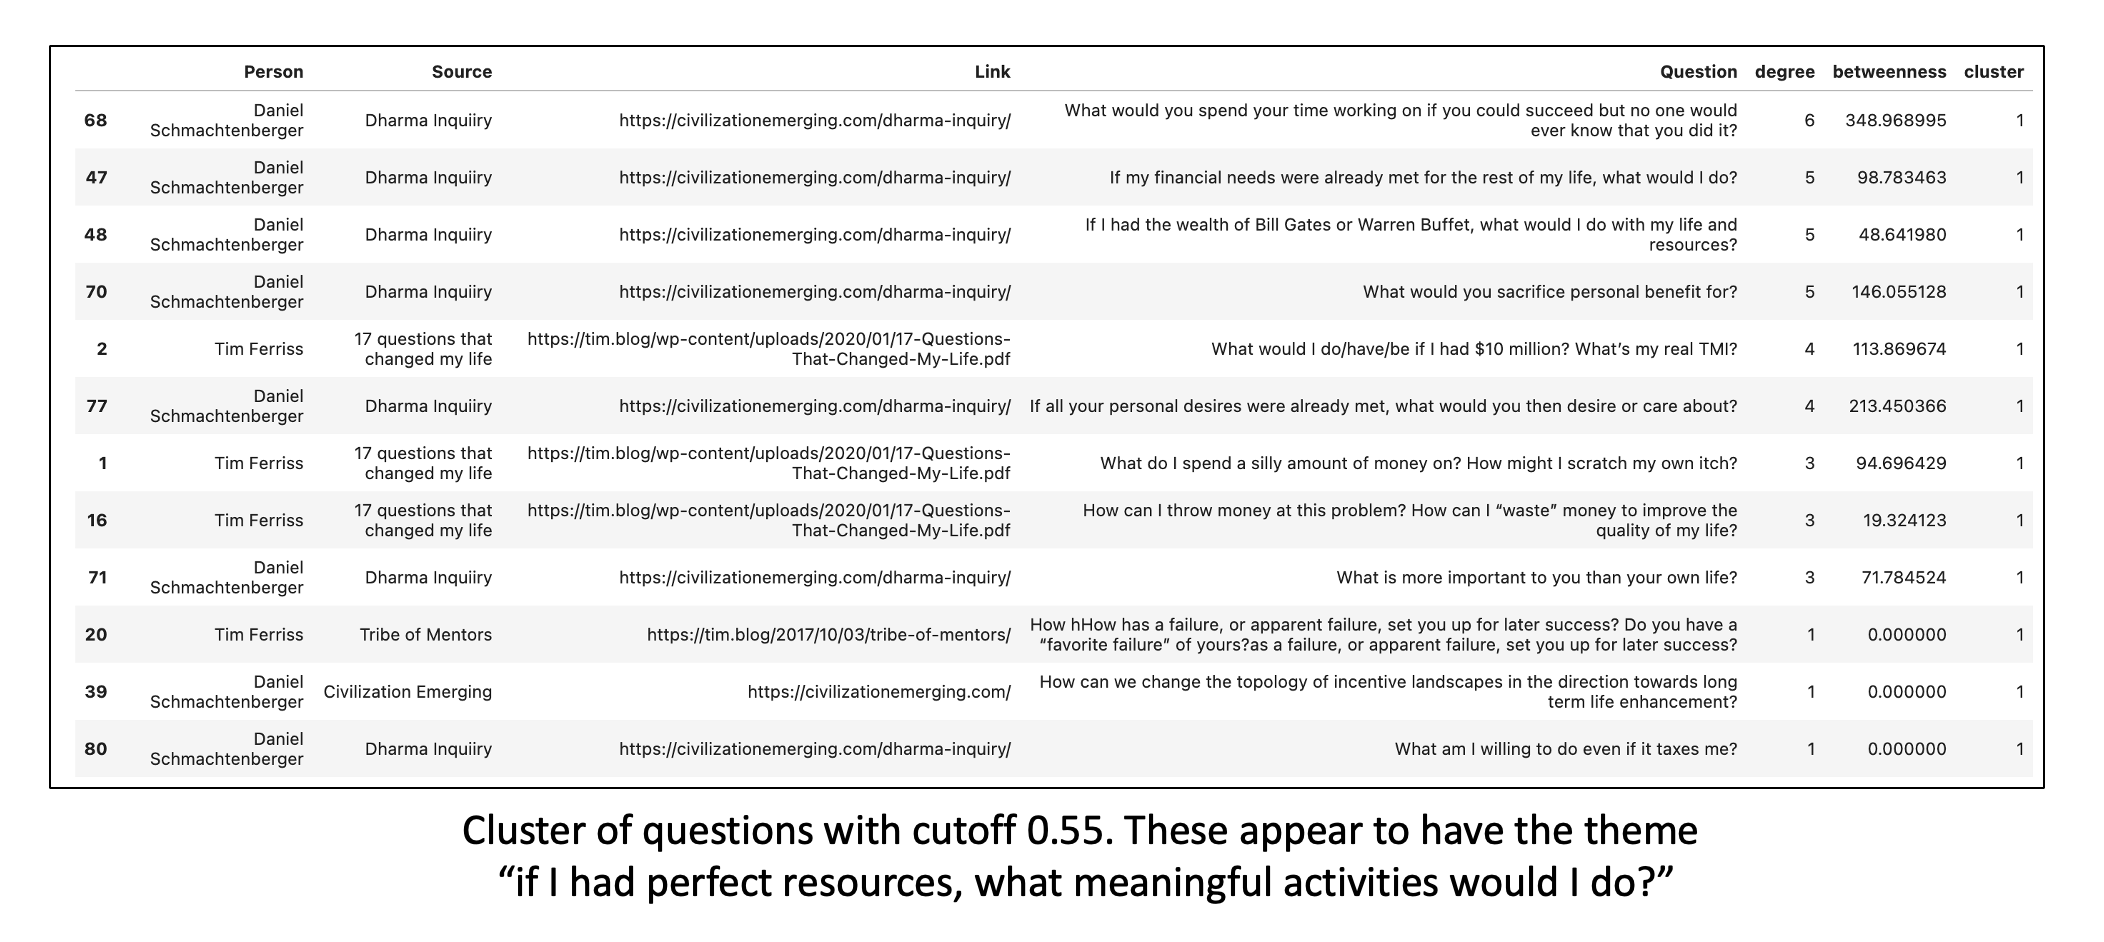 Person Source Link Question degree betweenness cluster
68 Daniel Schmachtenberger Dharma Inquiiry https://civilizationemerging.com/dharma-inquiry/ What would you spend your time working on if you could succeed but no one would ever know that you did it? 6 348.968995 1
47 Daniel Schmachtenberger Dharma Inquiiry https://civilizationemerging.com/dharma-inquiry/ If my financial needs were already met for the rest of my life, what would I do? 5 98.783463 1
48 Daniel Schmachtenberger Dharma Inquiiry https://civilizationemerging.com/dharma-inquiry/ If I had the wealth of Bill Gates or Warren Buffet, what would I do with my life and resources? 5 48.641980 1
70 Daniel Schmachtenberger Dharma Inquiiry https://civilizationemerging.com/dharma-inquiry/ What would you sacrifice personal benefit for? 5 146.055128 1
2 Tim Ferriss 17 questions that changed my life https://tim.blog/wp-content/uploads/2020/01/17-Questions-That-Changed-My-Life.pdf What would I do/have/be if I had $10 million? What’s my real TMI? 4 113.869674 1
77 Daniel Schmachtenberger Dharma Inquiiry https://civilizationemerging.com/dharma-inquiry/ If all your personal desires were already met, what would you then desire or care about? 4 213.450366 1
1 Tim Ferriss 17 questions that changed my life https://tim.blog/wp-content/uploads/2020/01/17-Questions-That-Changed-My-Life.pdf What do I spend a silly amount of money on? How might I scratch my own itch? 3 94.696429 1
16 Tim Ferriss 17 questions that changed my life https://tim.blog/wp-content/uploads/2020/01/17-Questions-That-Changed-My-Life.pdf How can I throw money at this problem? How can I “waste” money to improve the quality of my life? 3 19.324123 1
71 Daniel Schmachtenberger Dharma Inquiiry https://civilizationemerging.com/dharma-inquiry/ What is more important to you than your own life? 3 71.784524 1
20 Tim Ferriss Tribe of Mentors https://tim.blog/2017/10/03/tribe-of-mentors/ How hHow has a failure, or apparent failure, set you up for later success? Do you have a “favorite failure” of yours?as a failure, or apparent failure, set you up for later success? 1 0.000000 1
39 Daniel Schmachtenberger Civilization Emerging https://civilizationemerging.com/ How can we change the topology of incentive landscapes in the direction towards long term life enhancement? 1 0.000000 1
80 Daniel Schmachtenberger Dharma Inquiiry https://civilizationemerging.com/dharma-inquiry/ What am I willing to do even if it taxes me? 1 0.000000 1
Cluster of questions with cutoff 0.55. These appear to have the theme
“if I had perfect resources, what meaningful activities would I do?”